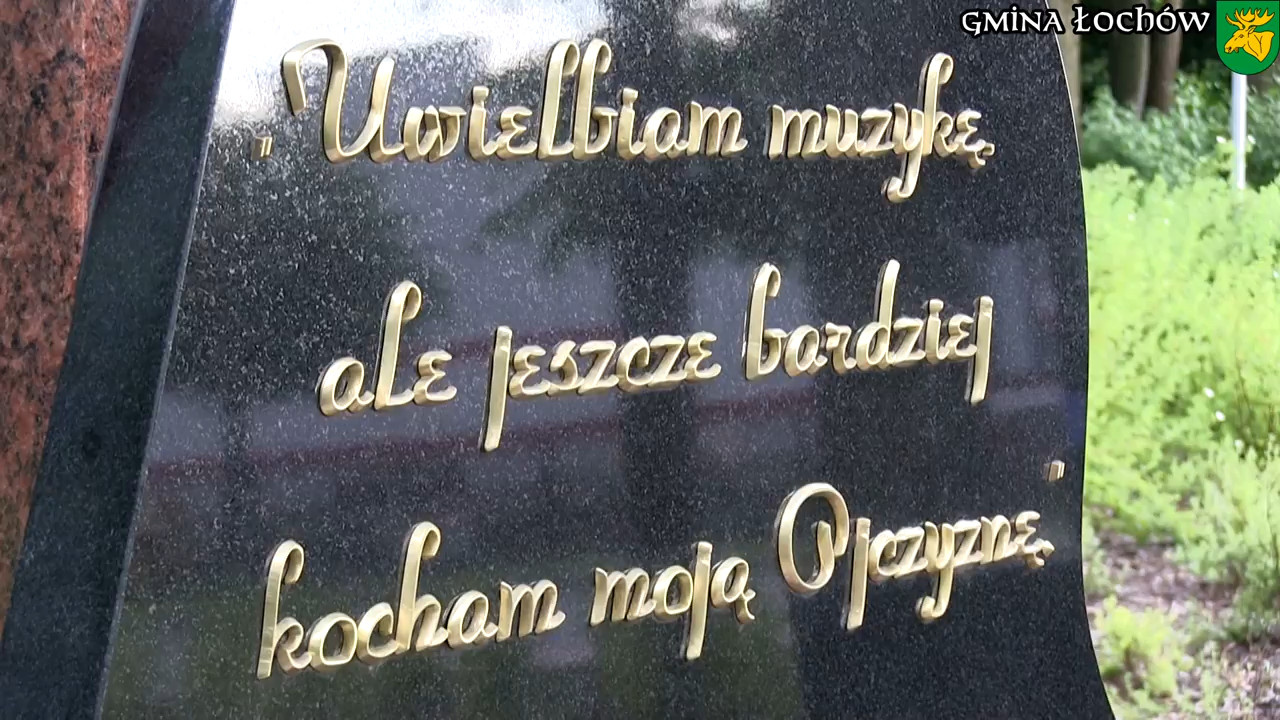 GMINA ŁOCHÓW
„Uwielbiam muzykę
ale jeszcze bardziej
kocham moją Ojczyznę”